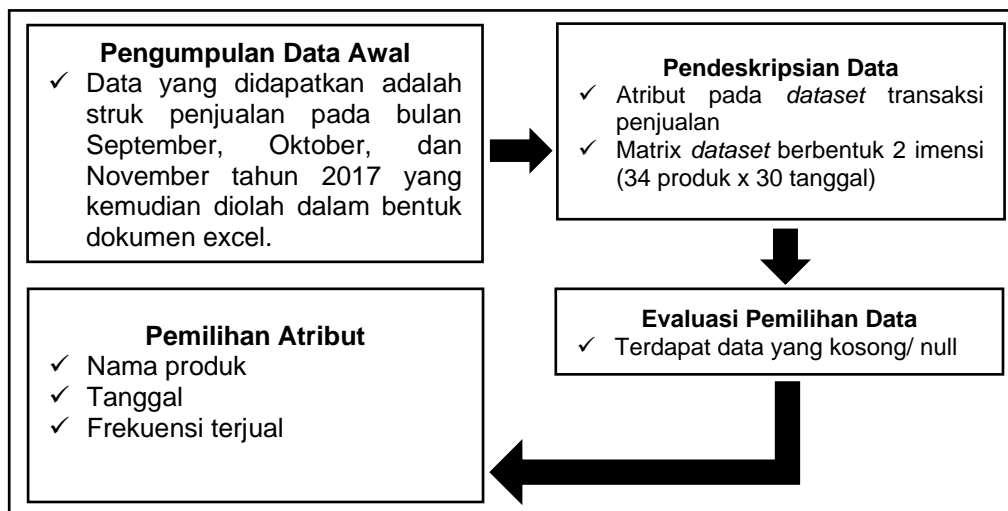 Pengumpulan Data Awal
✓ Data yang didapatkan adalah
struk penjualan pada bulan
September, Oktober, dan
November tahun 2017 yang
kemudian diolah dalam bentuk
dokumen excel.
Pendeskripsian Data
✓ Atribut pada dataset transaksi
penjualan
✓ Matrix dataset berbentuk 2 imensi
(34 produk x 30 tanggal)
Evaluasi Pemilihan Data
✓ Terdapat data yang kosong/ null
Pemilihan Atribut
✓ Nama produk
✓ Tanggal
✓ Frekuensi terjual